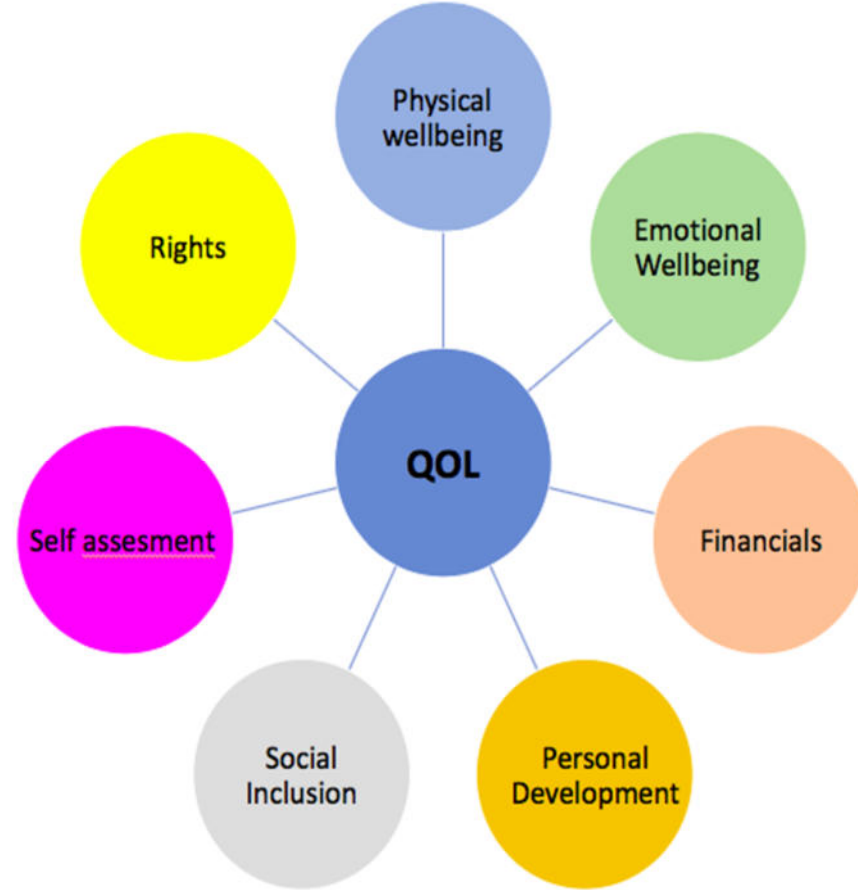 Physical
wellbeing
Rights
Emotional
Wellbeing
QOL
Self assesment
Financials
Social
Inclusion
Personal
Development